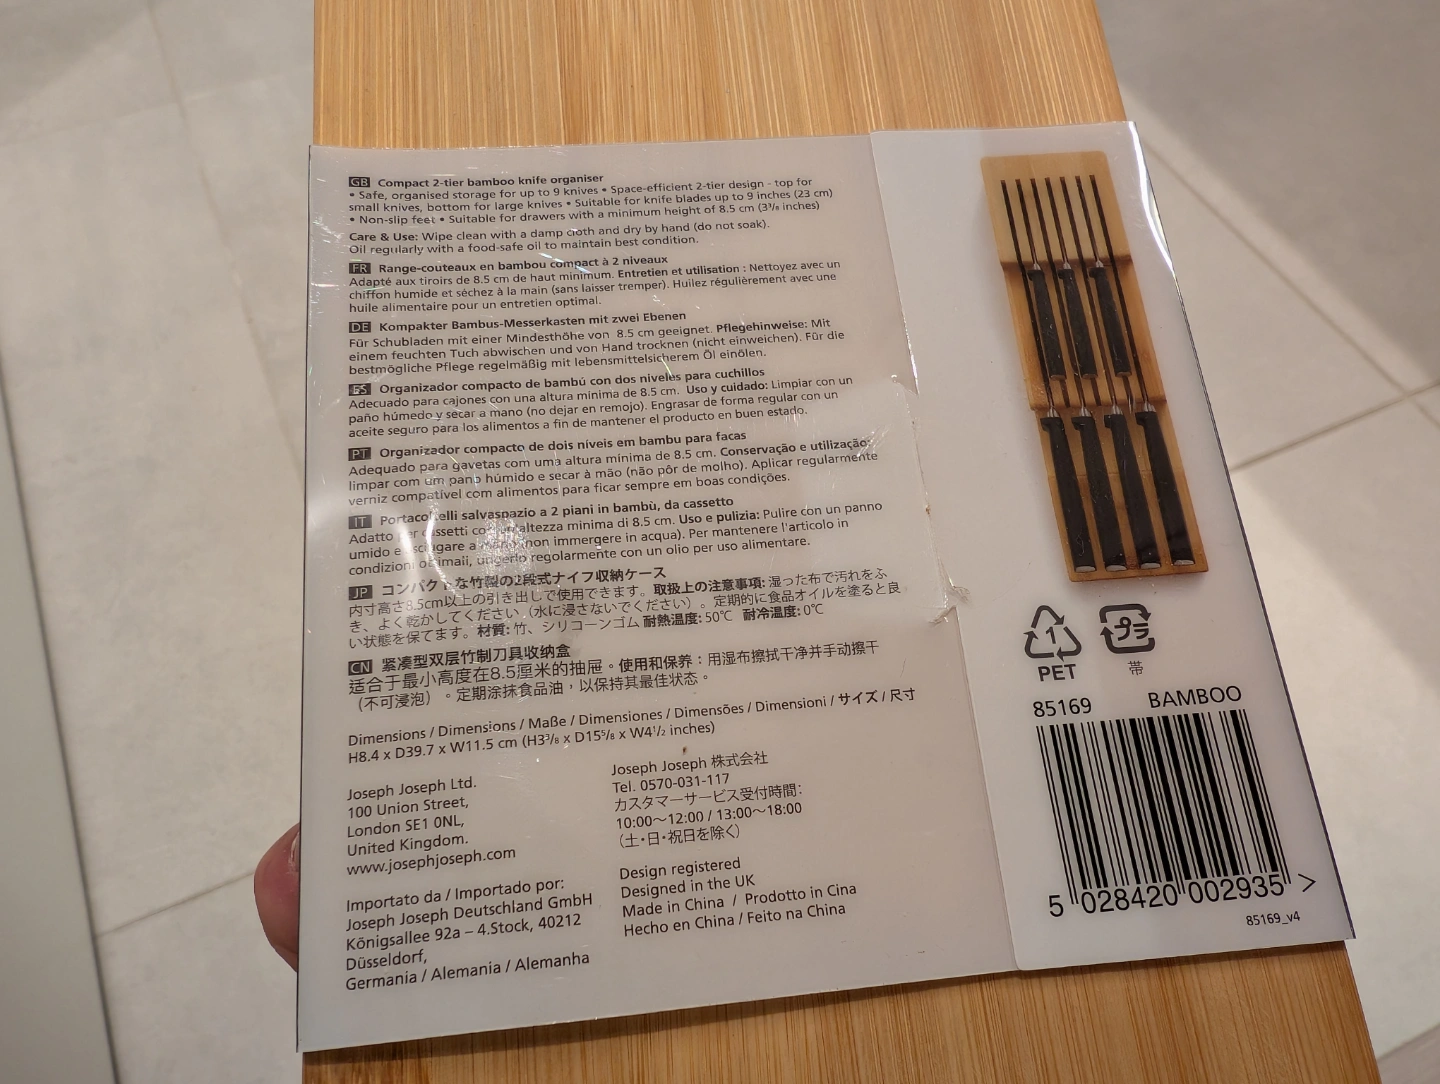 GB Compact 2-tier bamboo knife organiser
• Safe, organised storage for up to 9 knives • Space-efficient 2-tier design - top for
small knives, bottom for large knives • Suitable for knife blades up to 9 inches (23 cm)
• Non-slip feet • Suitable for drawers with a minimum height of 8.5 cm (3³/₈ inches)
Care & Use: Wipe clean with a damp cloth and dry by hand (do not soak).
Oil regularly with a food-safe oil to maintain best condition.
FR Range-couteaux en bambou compact à 2 niveaux
Adapté aux tiroirs de 8.5 cm de haut minimum. Entretien et utilisation : Nettoyez avec un
chiffon humide et séchez à la main (sans laisser tremper). Huilez régulièrement avec une
huile alimentaire pour un entretien optimal.
DE Kompakter Bambus-Messerkasten mit zwei Ebenen
Für Schubladen mit einer Mindesthöhe von 8.5 cm geeignet. Pflegehinweise: Mit
einem feuchten Tuch abwischen und von Hand trocknen (nicht einweichen). Für die
bestmögliche Pflege regelmäßig mit lebensmittelsicherem Öl einölen.
ES Organizador compacto de bambú con dos niveles para cuchillos
Adecuado para cajones con una altura mínima de 8.5 cm. Uso y cuidado: Limpiar con un
paño húmedo y secar a mano (no dejar en remojo). Engrasar de forma regular con un
aceite seguro para los alimentos a fin de mantener el producto en buen estado.
PT Organizador compacto de dois níveis em bambu para facas
Adequado para gavetas com uma altura mínima de 8.5 cm. Conservação e utilização:
limpar com um pano húmido e secar à mão (não pôr de molho). Aplicar regularmente
verniz compatível com alimentos para ficar sempre em boas condições.
IT Portacoltelli salvaspazio a 2 piani in bambù, da cassetto
Adatto per cassetti con altezza minima di 8.5 cm. Uso e pulizia: Pulire con un panno
umido e asciugare a mano (non immergere in acqua). Per mantenere l'articolo in
condizioni ottimali, ungerlo regolarmente con un olio per uso alimentare.
JP コンパクトな竹製の2段式ナイフ収納ケース
内寸高さ8.5cm以上の引き出しで使用できます。取扱上の注意事項: 湿った布で汚れをふ
き、よく乾かしてください（水に浸さないでください）。定期的に食品オイルを塗ると良
い状態を保てます。材質: 竹、シリコーンゴム 耐熱温度: 50℃ 耐冷温度: 0℃
CN 紧凑型双层竹制刀具收纳盒
适合于最小高度在8.5厘米的抽屉。使用和保养：用湿布擦拭干净并手动擦干
（不可浸泡）。定期涂抹食品油，以保持其最佳状态。
Dimensions / Dimensions / Maße / Dimensiones / Dimensões / Dimensioni / サイズ / 尺寸
H8.4 x D39.7 x W11.5 cm (H3³/₈ x D15⁵/₈ x W4¹/₂ inches)
Joseph Joseph Ltd.
100 Union Street,
London SE1 0NL,
United Kingdom.
www.josephjoseph.com
Importato da / Importado por:
Joseph Joseph Deutschland GmbH
Königsallee 92a – 4.Stock, 40212
Düsseldorf,
Germania / Alemania / Alemanha
Joseph Joseph 株式会社
Tel. 0570-031-117
カスタマーサービス受付時間:
10:00～12:00 / 13:00～18:00
(土・日・祝日を除く)
Design registered
Designed in the UK
Made in China / Prodotto in Cina
Hecho en China / Feito na China
1
PET
プラ
帯
85169 BAMBOO
5 028420 002935 >
85169_v4